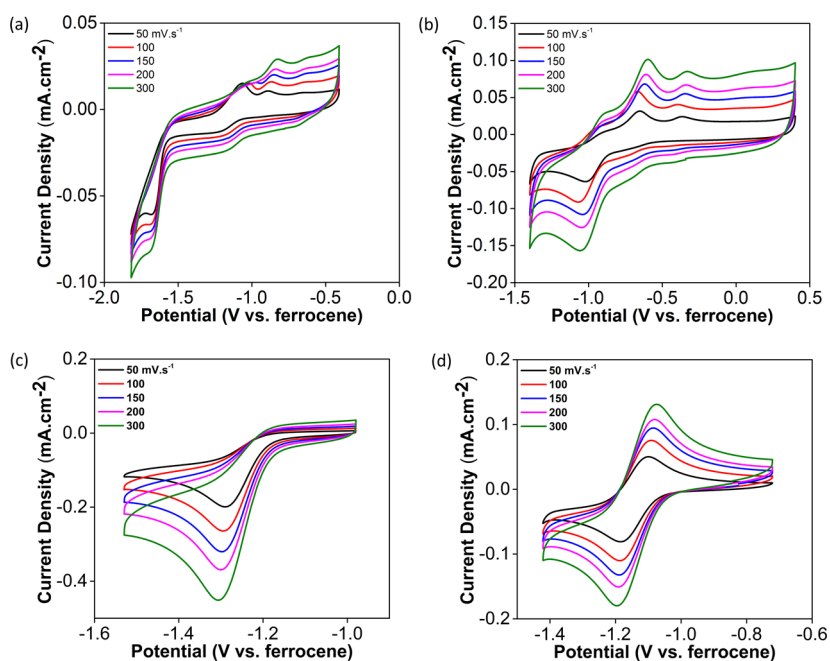 (a)
50 mV.s⁻¹
100
150
200
300
0.05
0.00
-0.05
-0.10
Current Density (mA.cm⁻²)
-2.0 -1.5 -1.0 -0.5 0.0
Potential (V vs. ferrocene)
(b)
50 mV.s⁻¹
100
150
200
300
0.15
0.10
0.05
0.00
-0.05
-0.10
-0.15
-0.20
Current Density (mA.cm⁻²)
-1.5 -1.0 -0.5 0.0 0.5
Potential (V vs. ferrocene)
(c)
50 mV.s⁻¹
100
150
200
300
0.2
0.0
-0.2
-0.4
Current Density (mA.cm⁻²)
-1.6 -1.4 -1.2 -1.0
Potential (V vs. ferrocene)
(d)
50 mV.s⁻¹
100
150
200
300
0.2
0.1
0.0
-0.1
-0.2
Current Density (mA.cm⁻²)
-1.4 -1.2 -1.0 -0.8 -0.6
Potential (V vs. ferrocene)